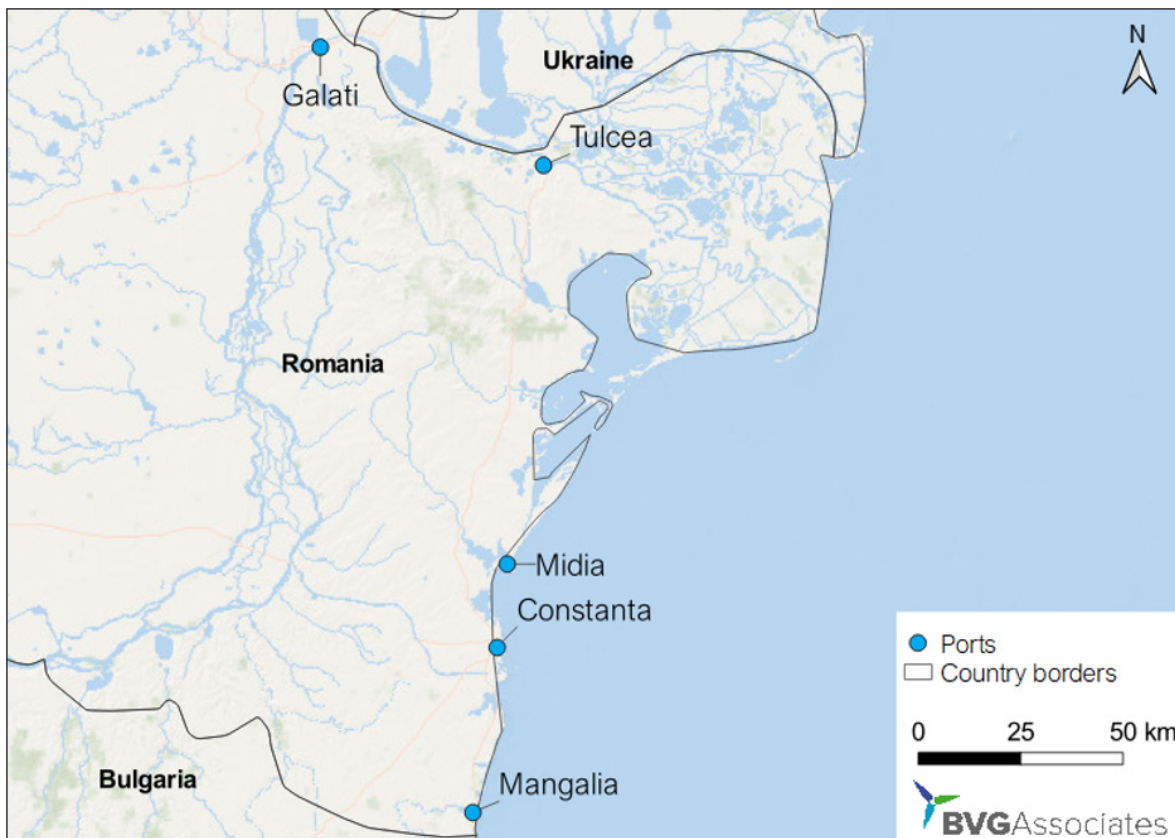 Ukraine
N
Galati
Tulcea
Romania
Midia
Constanta
Ports
Country borders
0 25 50 km
Bulgaria
Mangalia
BVGAssociates